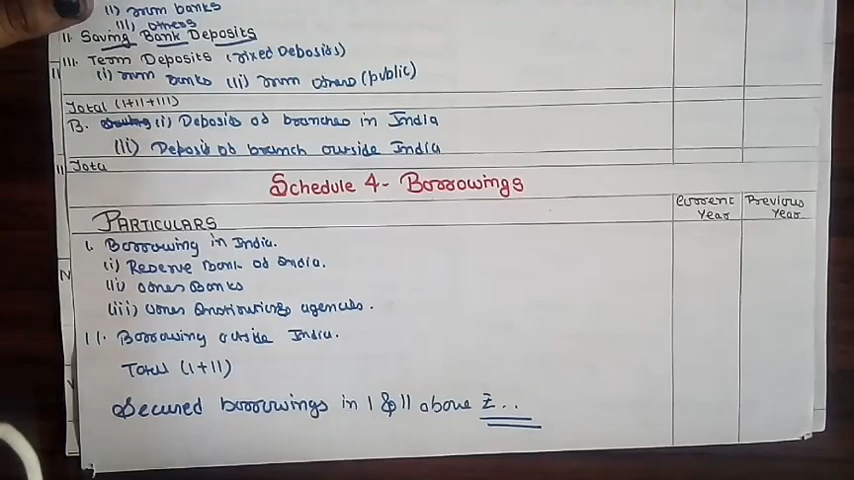 (i) From banks
(ii) Others
II. Saving Bank Deposits
III. Term Deposits (Fixed Deposits)
(i) From banks (ii) From others (public)
Total (I+II+III)
B. (i) Deposits of branches in India
(ii) Deposit of branch outside India
Total
Schedule 4- Borrowings
PARTICULARS Current Year Previous Year
I. Borrowing in India.
(i) Reserve Bank of India.
(ii) Other Banks
(iii) other institutions agencies.
II. Borrowing outside India.
Total (I+II)
Secured borrowings in I & II above ₹...